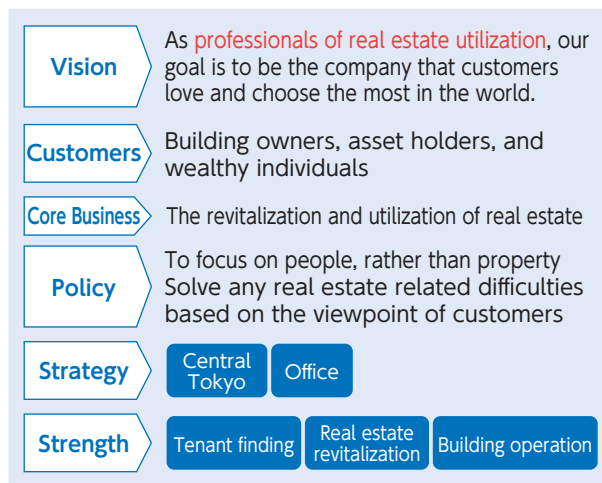 Vision
As professionals of real estate utilization, our
goal is to be the company that customers
love and choose the most in the world.
Customers
Building owners, asset holders, and
wealthy individuals
Core Business
The revitalization and utilization of real estate
Policy
To focus on people, rather than property
Solve any real estate related difficulties
based on the viewpoint of customers
Strategy
Central
Tokyo
Office
Strength
Tenant finding
Real estate
revitalization
Building operation